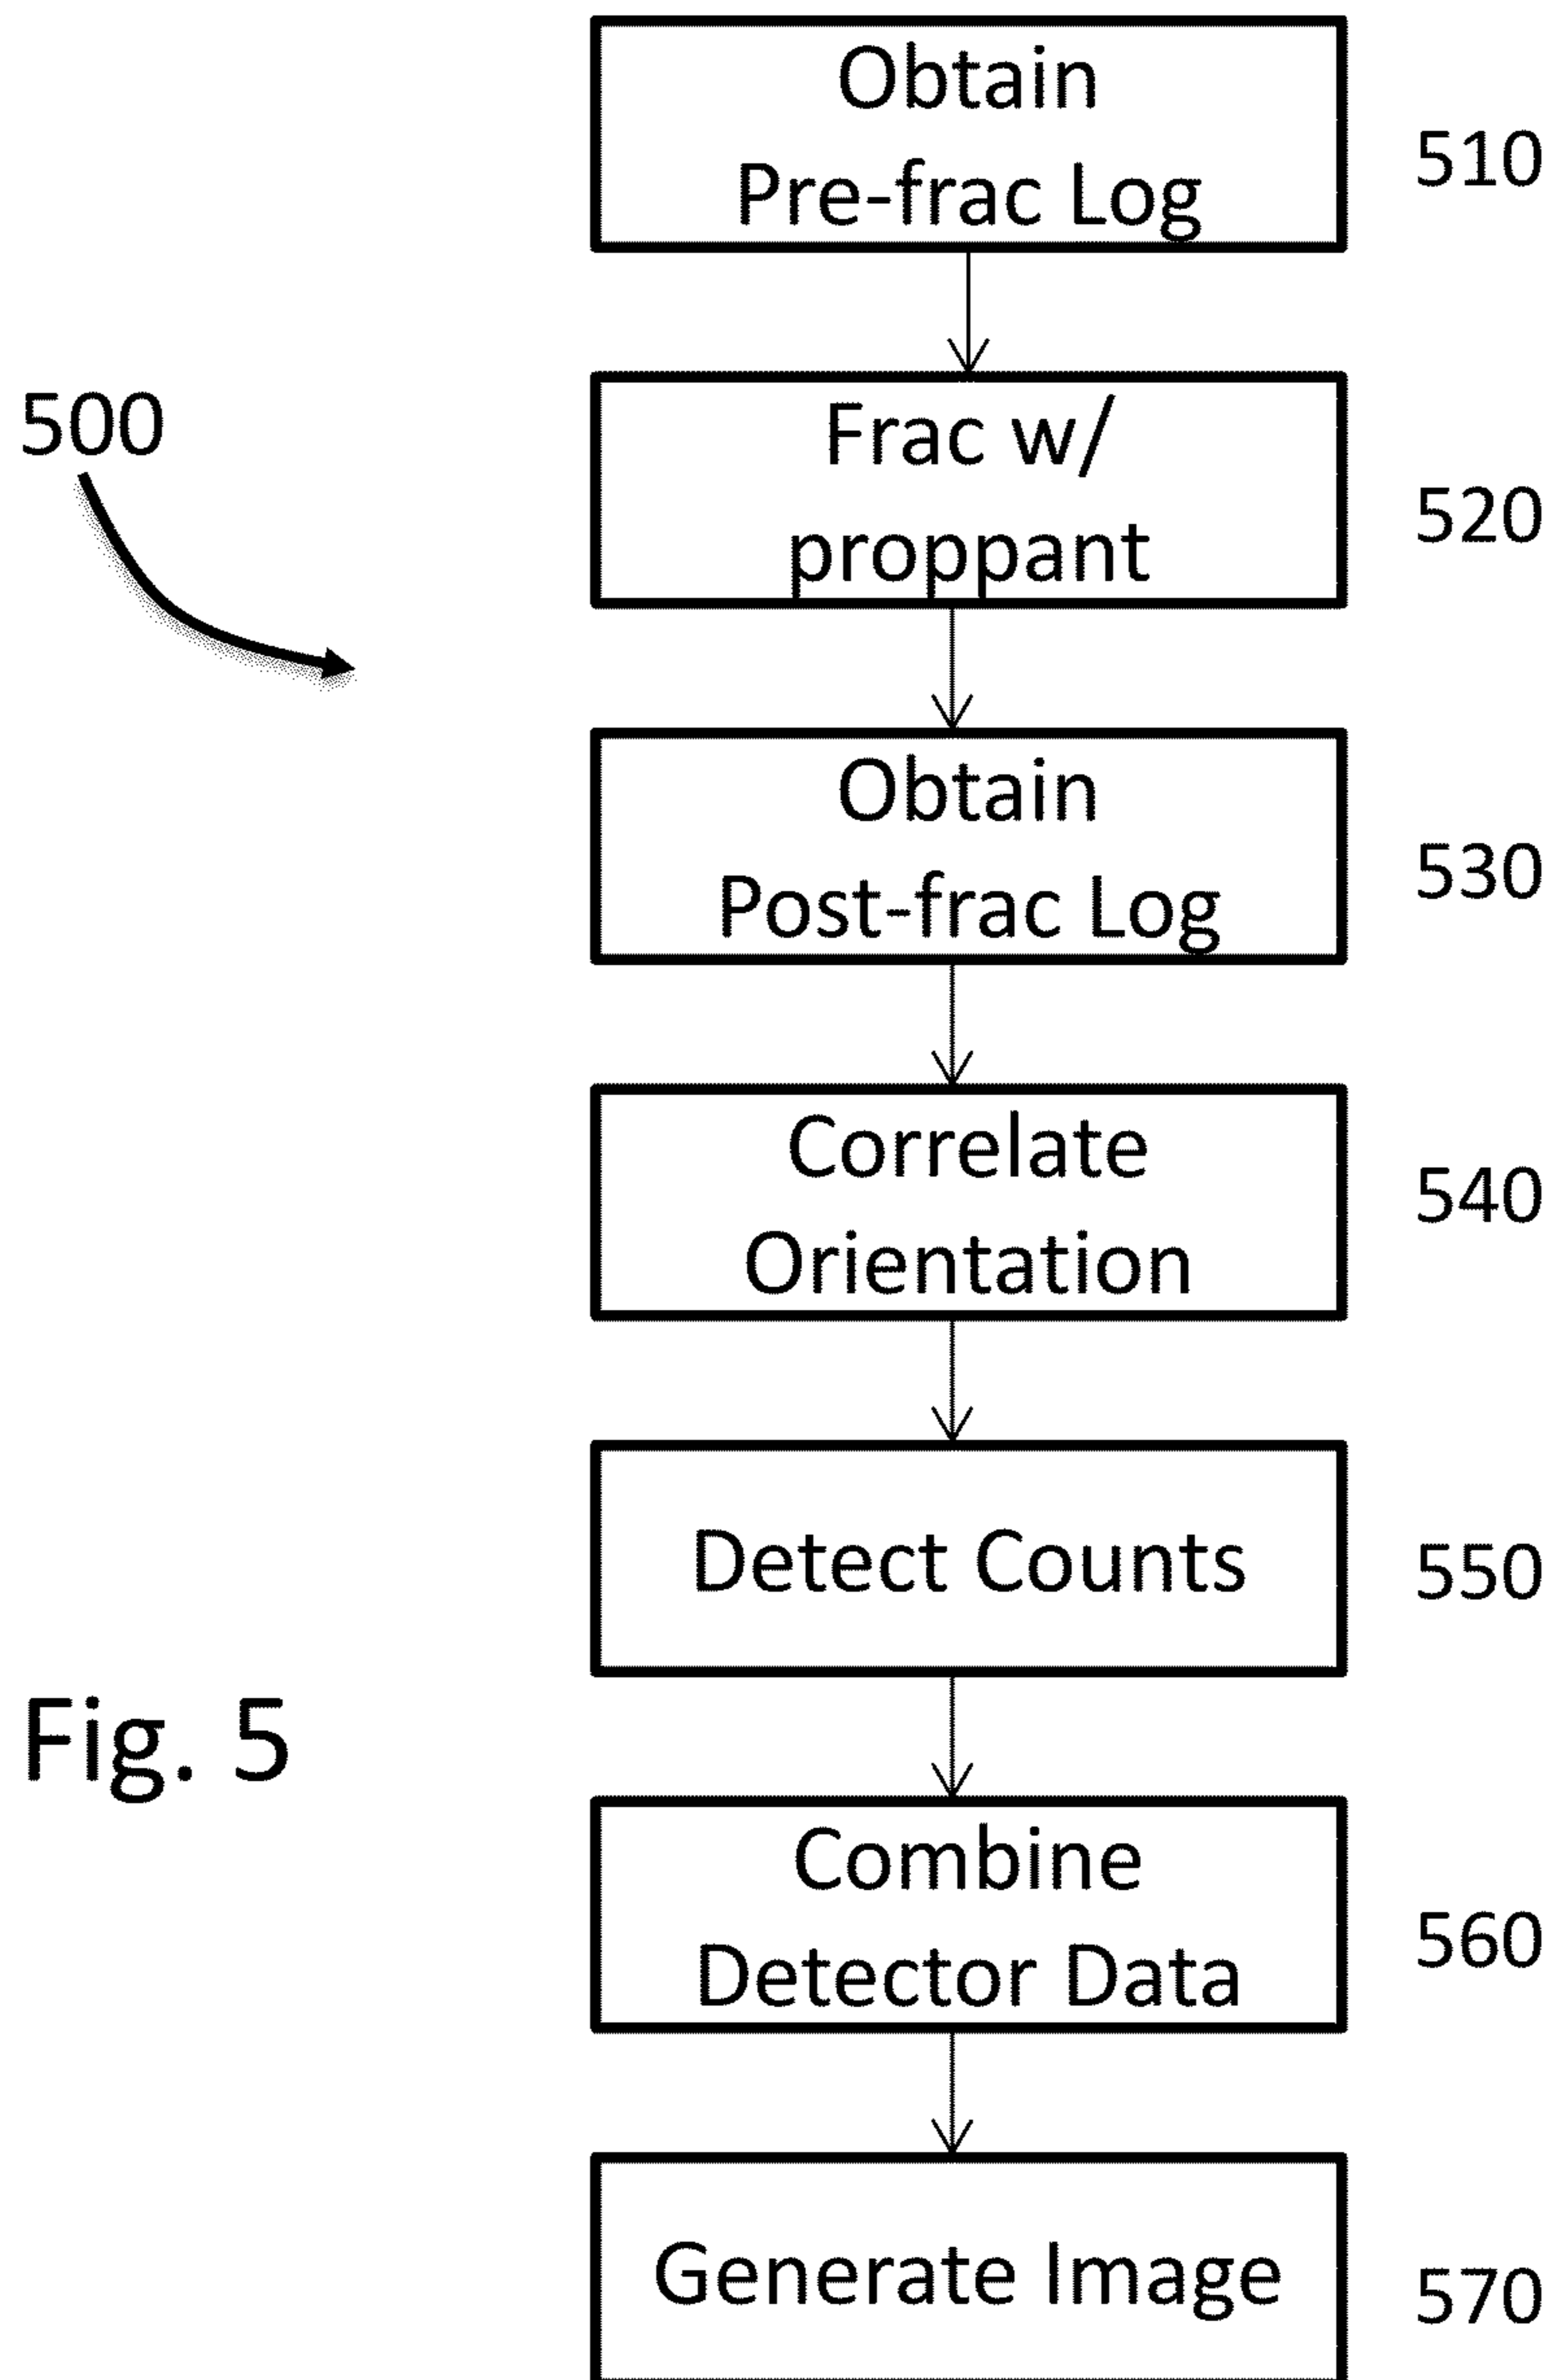 Obtain
Pre-frac Log
510
500
Frac w/
proppant
520
Obtain
Post-frac Log
530
Correlate
Orientation
540
Detect Counts
550
Fig. 5
Combine
Detector Data
560
Generate Image
570